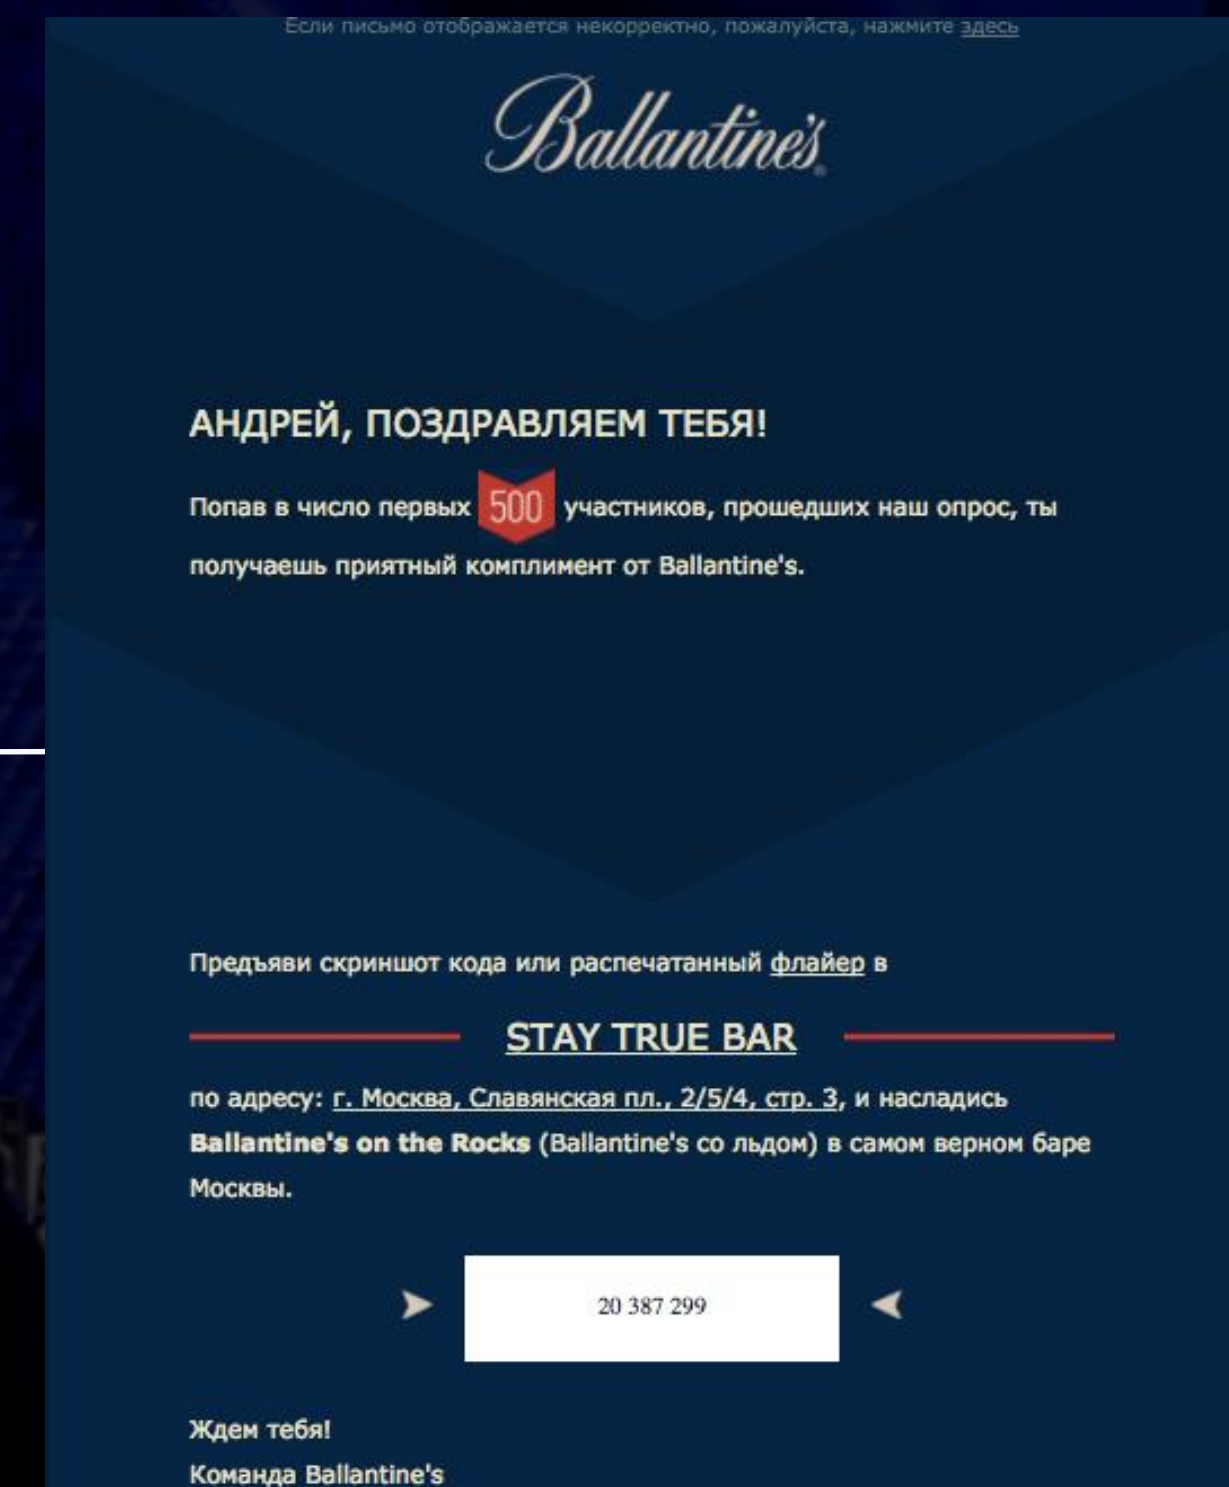 Если письмо отображается некорректно, пожалуйста, нажмите здесь
Ballantine's
АНДРЕЙ, ПОЗДРАВЛЯЕМ ТЕБЯ!
Попав в число первых 500 участников, прошедших наш опрос, ты
получаешь приятный комплимент от Ballantine's.
Предъяви скриншот кода или распечатанный флайер в
STAY TRUE BAR
по адресу: г. Москва, Славянская пл., 2/5/4, стр. 3, и насладись
Ballantine's on the Rocks (Ballantine's со льдом) в самом верном баре
Москвы.
20 387 299
Ждем тебя!
Команда Ballantine's